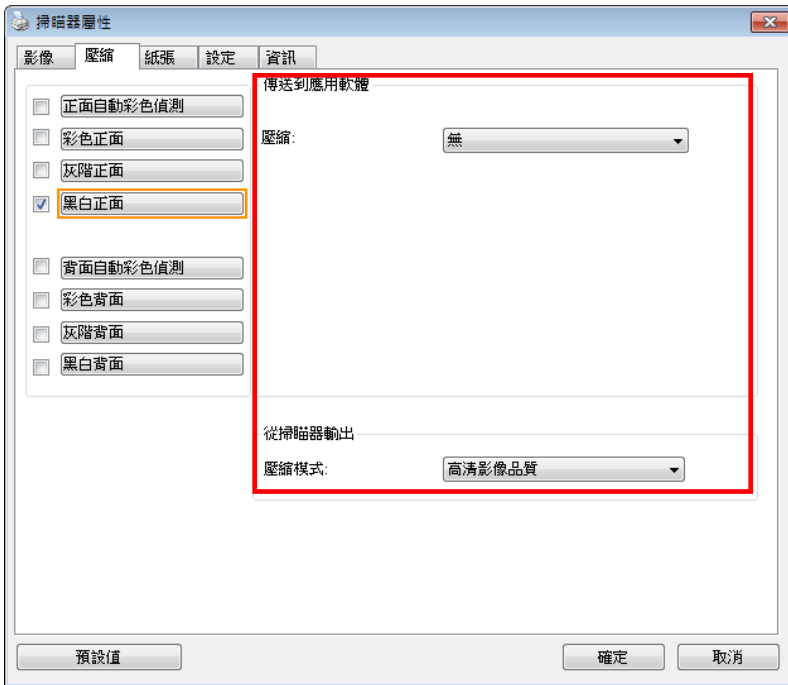 掃瞄器屬性
影像 壓縮 紙張 設定 資訊
正面自動彩色偵測
彩色正面
灰階正面
黑白正面
背面自動彩色偵測
彩色背面
灰階背面
黑白背面
傳送到應用軟體
壓縮: 無
從掃瞄器輸出
壓縮模式: 高清影像品質
預設值 確定 取消